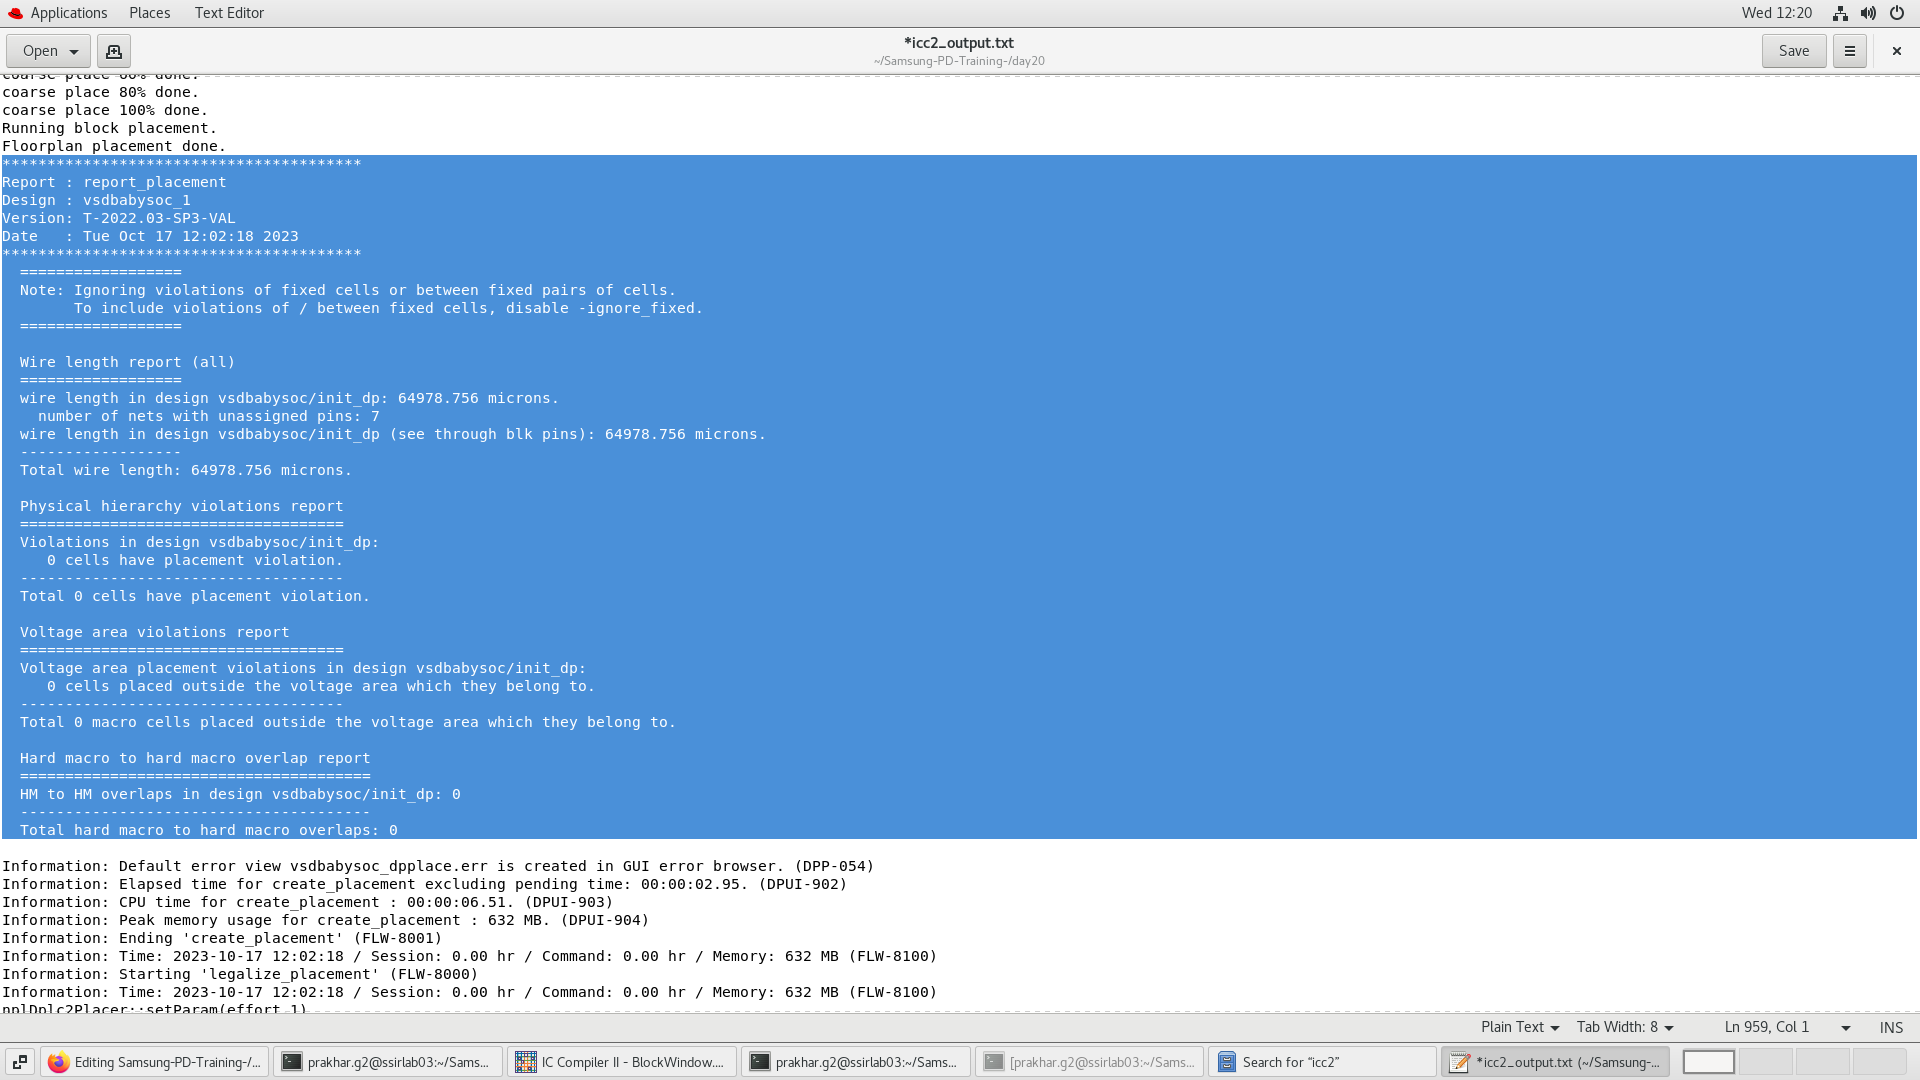 Applications Places Text Editor Wed 12:20
Open *icc2_output.txt Save
~/Samsung-PD-Training-/day20
coarse place 60% done.
coarse place 80% done.
coarse place 100% done.
Running block placement.
Floorplan placement done.
****************************************
Report : report_placement
Design : vsdbabysoc_1
Version: T-2022.03-SP3-VAL
Date   : Tue Oct 17 12:02:18 2023
****************************************
  ==================
  Note: Ignoring violations of fixed cells or between fixed pairs of cells.
        To include violations of / between fixed cells, disable -ignore_fixed.
  ==================
  Wire length report (all)
  ==================
  wire length in design vsdbabysoc/init_dp: 64978.756 microns.
    number of nets with unassigned pins: 7
  wire length in design vsdbabysoc/init_dp (see through blk pins): 64978.756 microns.
  ------------------
  Total wire length: 64978.756 microns.
  Physical hierarchy violations report
  ====================================
  Violations in design vsdbabysoc/init_dp:
     0 cells have placement violation.
  ------------------------------------
  Total 0 cells have placement violation.
  Voltage area violations report
  ====================================
  Voltage area placement violations in design vsdbabysoc/init_dp:
     0 cells placed outside the voltage area which they belong to.
  ------------------------------------
  Total 0 macro cells placed outside the voltage area which they belong to.
  Hard macro to hard macro overlap report
  =======================================
  HM to HM overlaps in design vsdbabysoc/init_dp: 0
  ---------------------------------------
  Total hard macro to hard macro overlaps: 0
Information: Default error view vsdbabysoc_dpplace.err is created in GUI error browser. (DPP-054)
Information: Elapsed time for create_placement excluding pending time: 00:00:02.95. (DPUI-902)
Information: CPU time for create_placement : 00:00:06.51. (DPUI-903)
Information: Peak memory usage for create_placement : 632 MB. (DPUI-904)
Information: Ending 'create_placement' (FLW-8001)
Information: Time: 2023-10-17 12:02:18 / Session: 0.00 hr / Command: 0.00 hr / Memory: 632 MB (FLW-8100)
Information: Starting 'legalize_placement' (FLW-8000)
Information: Time: 2023-10-17 12:02:18 / Session: 0.00 hr / Command: 0.00 hr / Memory: 632 MB (FLW-8100)
nplDplc2Placer::setParam(effort,1)
Plain Text Tab Width: 8 Ln 959, Col 1 INS
Editing Samsung-PD-Training-/... prakhar.g2@ssirlab03:~/Sams... IC Compiler II - BlockWindow.... prakhar.g2@ssirlab03:~/Sams... [prakhar.g2@ssirlab03:~/Sams... Search for “icc2” *icc2_output.txt (~/Samsung-...